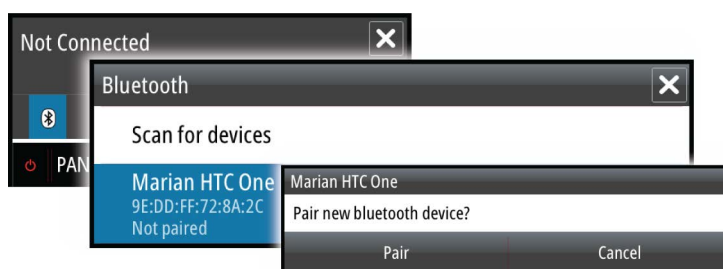 Not Connected
Bluetooth
Scan for devices
PAN
Marian HTC One
9E:DD:FF:72:8A:2C
Not paired
Marian HTC One
Pair new bluetooth device?
Pair
Cancel